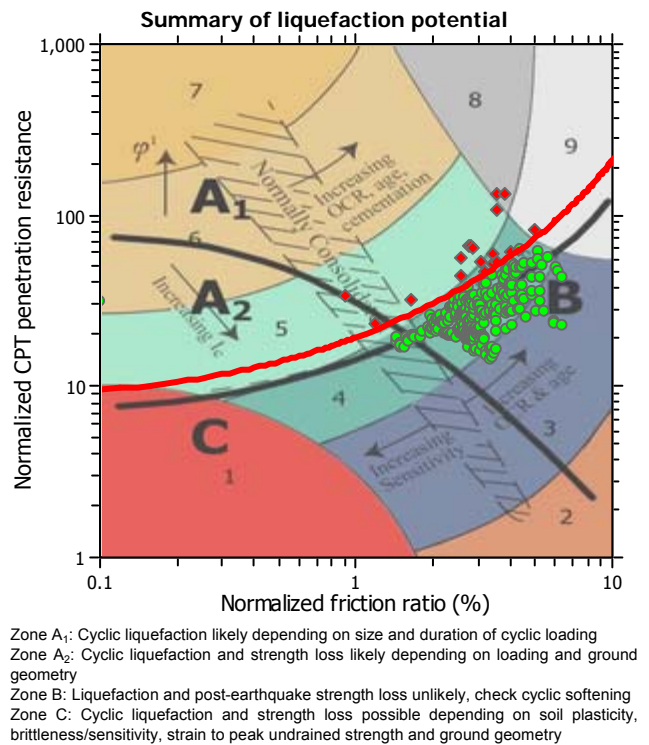 Summary of liquefaction potential
1,000
7
8
9
φ'
A1
Increasing
OCR, age,
cementation
Normally Consolid
100
6
A2
Increasing Ic
5
B
10
4
Increasing
OCR & age
3
C
1
Increasing
Sensitivity
2
1
0.1
1
10
Normalized CPT penetration resistance
Normalized friction ratio (%)
Zone A1: Cyclic liquefaction likely depending on size and duration of cyclic loading
Zone A2: Cyclic liquefaction and strength loss likely depending on loading and ground
geometry
Zone B: Liquefaction and post-earthquake strength loss unlikely, check cyclic softening
Zone C: Cyclic liquefaction and strength loss possible depending on soil plasticity,
brittleness/sensitivity, strain to peak undrained strength and ground geometry